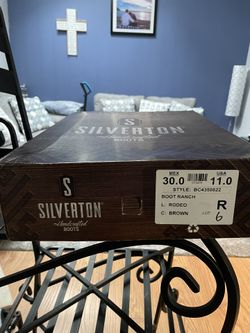 S
SILVERTON
BOOTS
S
SILVERTON
Handcrafted
BOOTS
MEX USA
30.0 11.0
STYLE: BC4350822
BOOT RANCH
L: RODEO R
C: BROWN 6